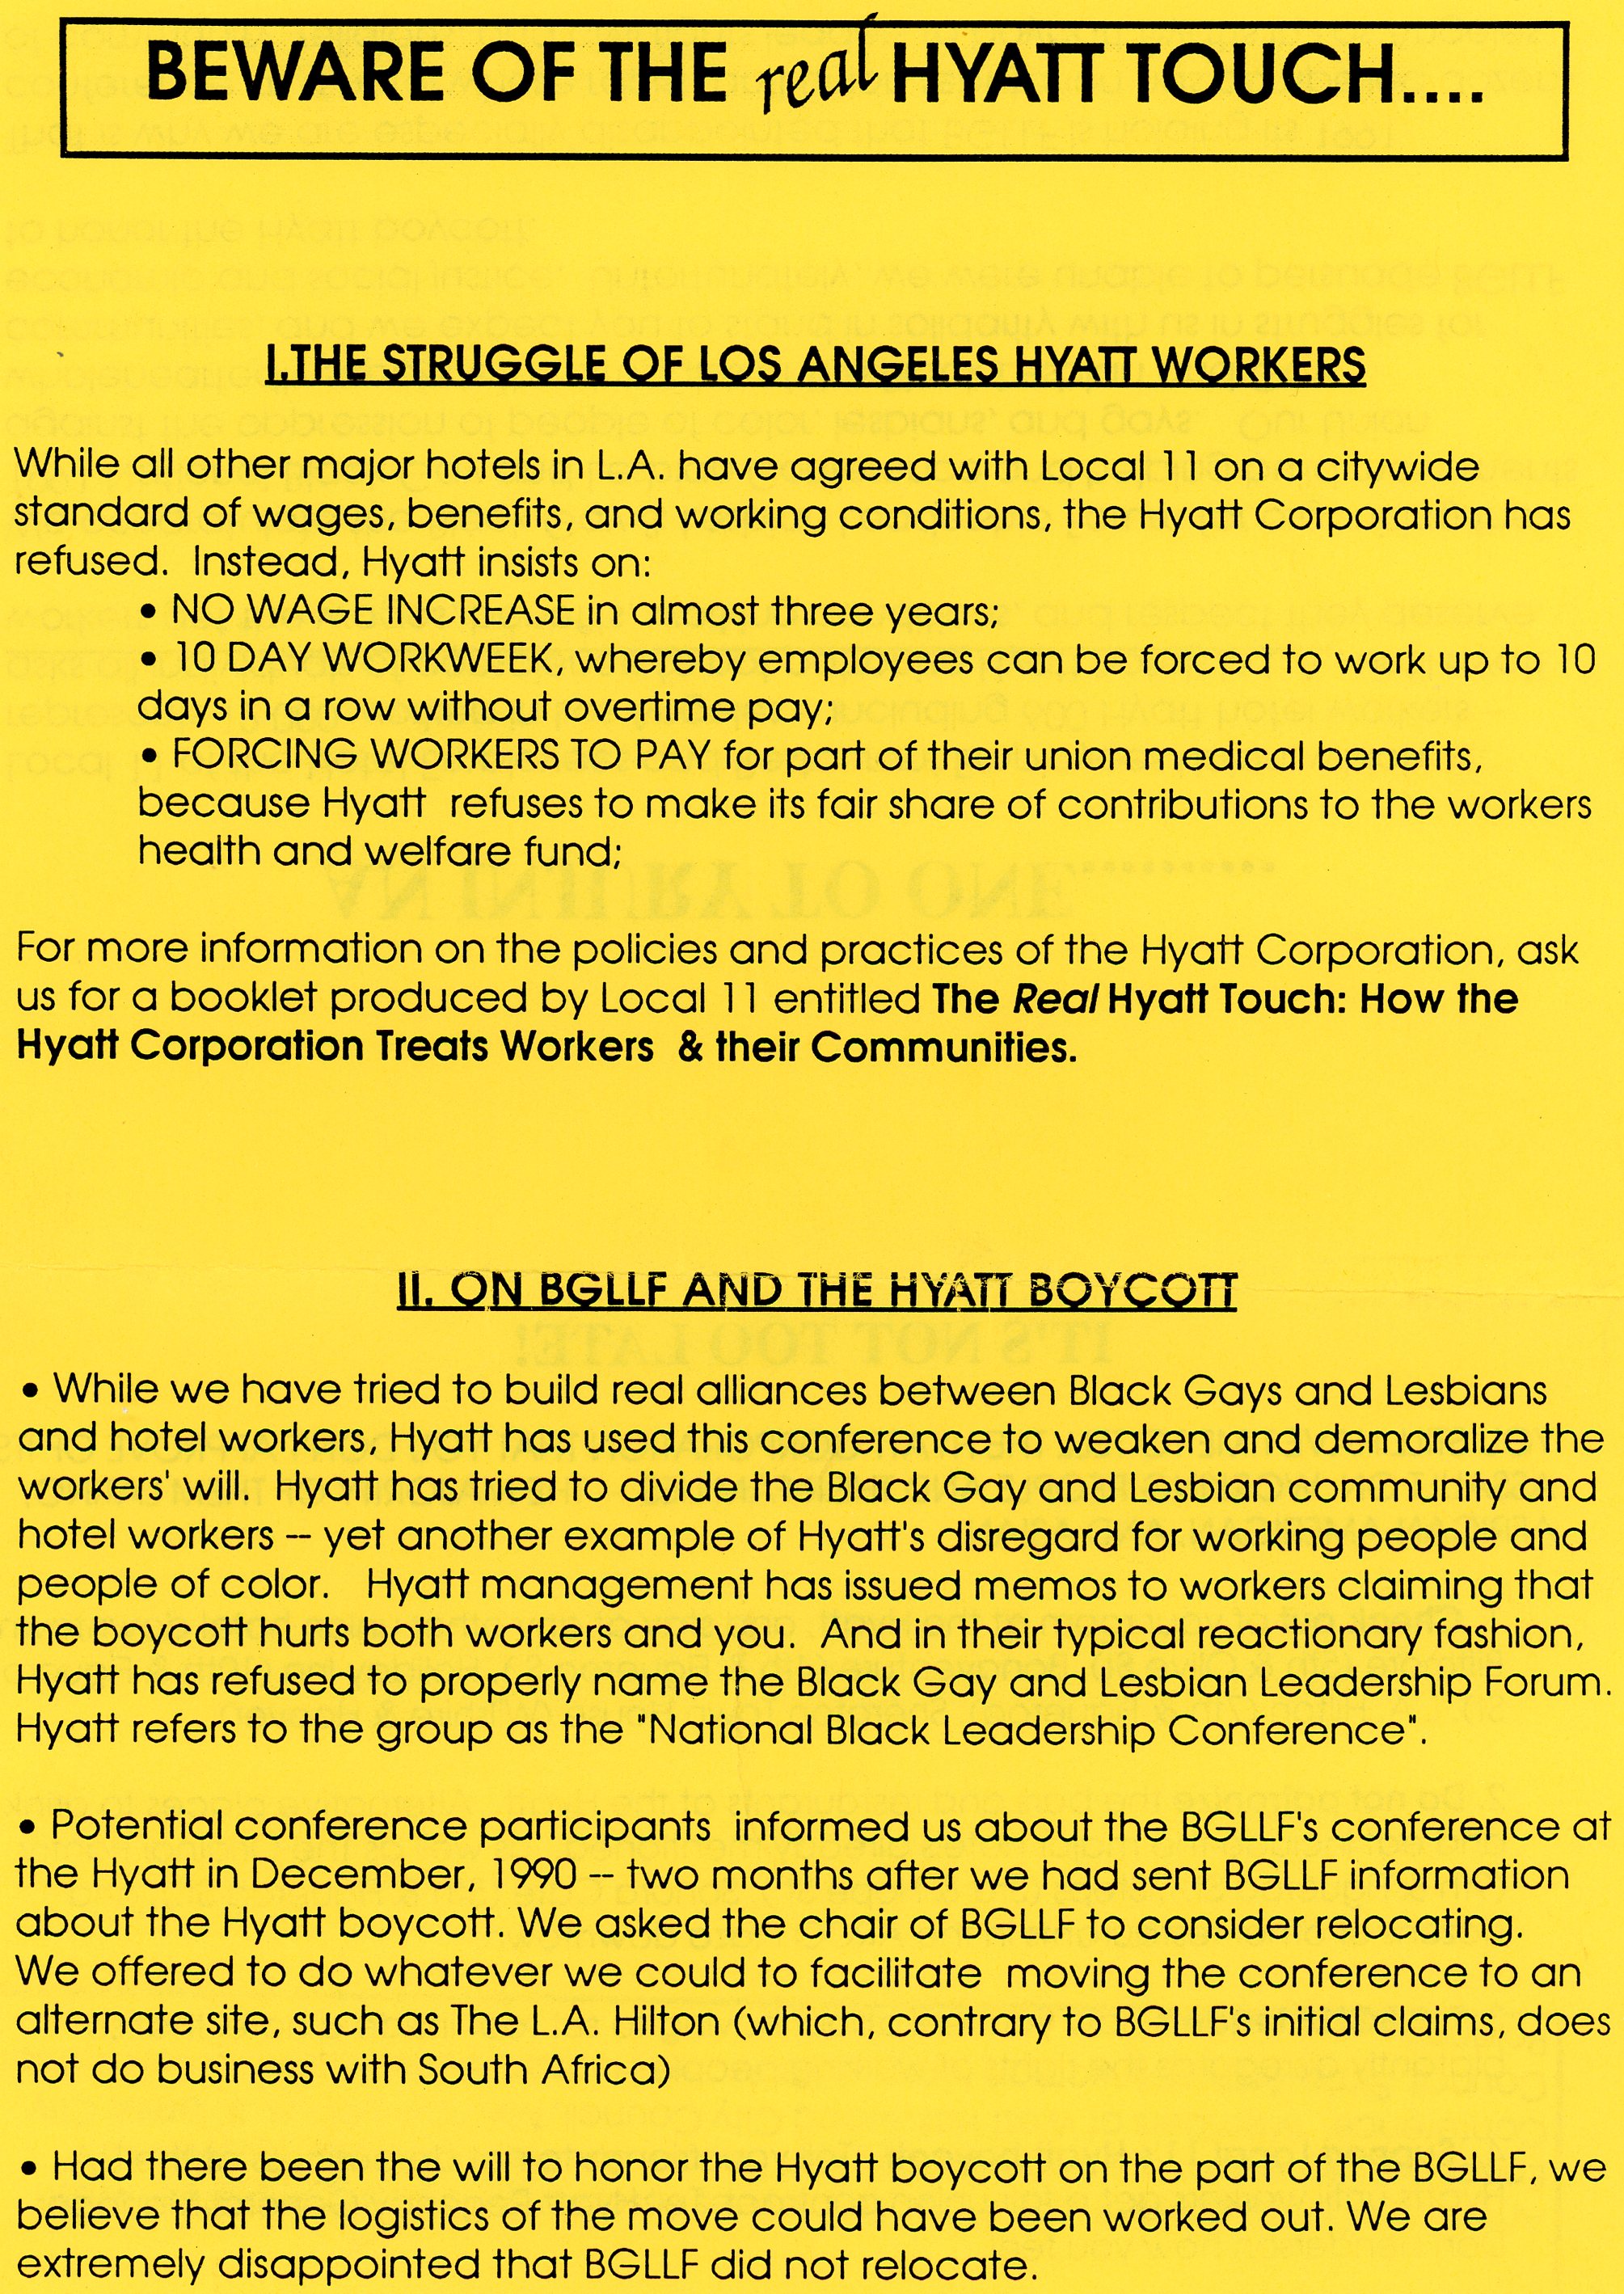 BEWARE OF THE real HYATT TOUCH....
I.THE STRUGGLE OF LOS ANGELES HYATT WORKERS
While all other major hotels in L.A. have agreed with Local 11 on a citywide
standard of wages, benefits, and working conditions, the Hyatt Corporation has
refused.  Instead, Hyatt insists on:
• NO WAGE INCREASE in almost three years;
• 10 DAY WORKWEEK, whereby employees can be forced to work up to 10
days in a row without overtime pay;
• FORCING WORKERS TO PAY for part of their union medical benefits,
because Hyatt  refuses to make its fair share of contributions to the workers
health and welfare fund;
For more information on the policies and practices of the Hyatt Corporation, ask
us for a booklet produced by Local 11 entitled The Real Hyatt Touch: How the
Hyatt Corporation Treats Workers  & their Communities.
II. ON BGLLF AND THE HYATT BOYCOTT
• While we have tried to build real alliances between Black Gays and Lesbians
and hotel workers, Hyatt has used this conference to weaken and demoralize the
workers' will.  Hyatt has tried to divide the Black Gay and Lesbian community and
hotel workers -- yet another example of Hyatt's disregard for working people and
people of color.   Hyatt management has issued memos to workers claiming that
the boycott hurts both workers and you.  And in their typical reactionary fashion,
Hyatt has refused to properly name the Black Gay and Lesbian Leadership Forum.
Hyatt refers to the group as the "National Black Leadership Conference".
• Potential conference participants  informed us about the BGLLF's conference at
the Hyatt in December, 1990 -- two months after we had sent BGLLF information
about the Hyatt boycott. We asked the chair of BGLLF to consider relocating.
We offered to do whatever we could to facilitate  moving the conference to an
alternate site, such as The L.A. Hilton (which, contrary to BGLLF's initial claims, does
not do business with South Africa)
• Had there been the will to honor the Hyatt boycott on the part of the BGLLF, we
believe that the logistics of the move could have been worked out. We are
extremely disappointed that BGLLF did not relocate.